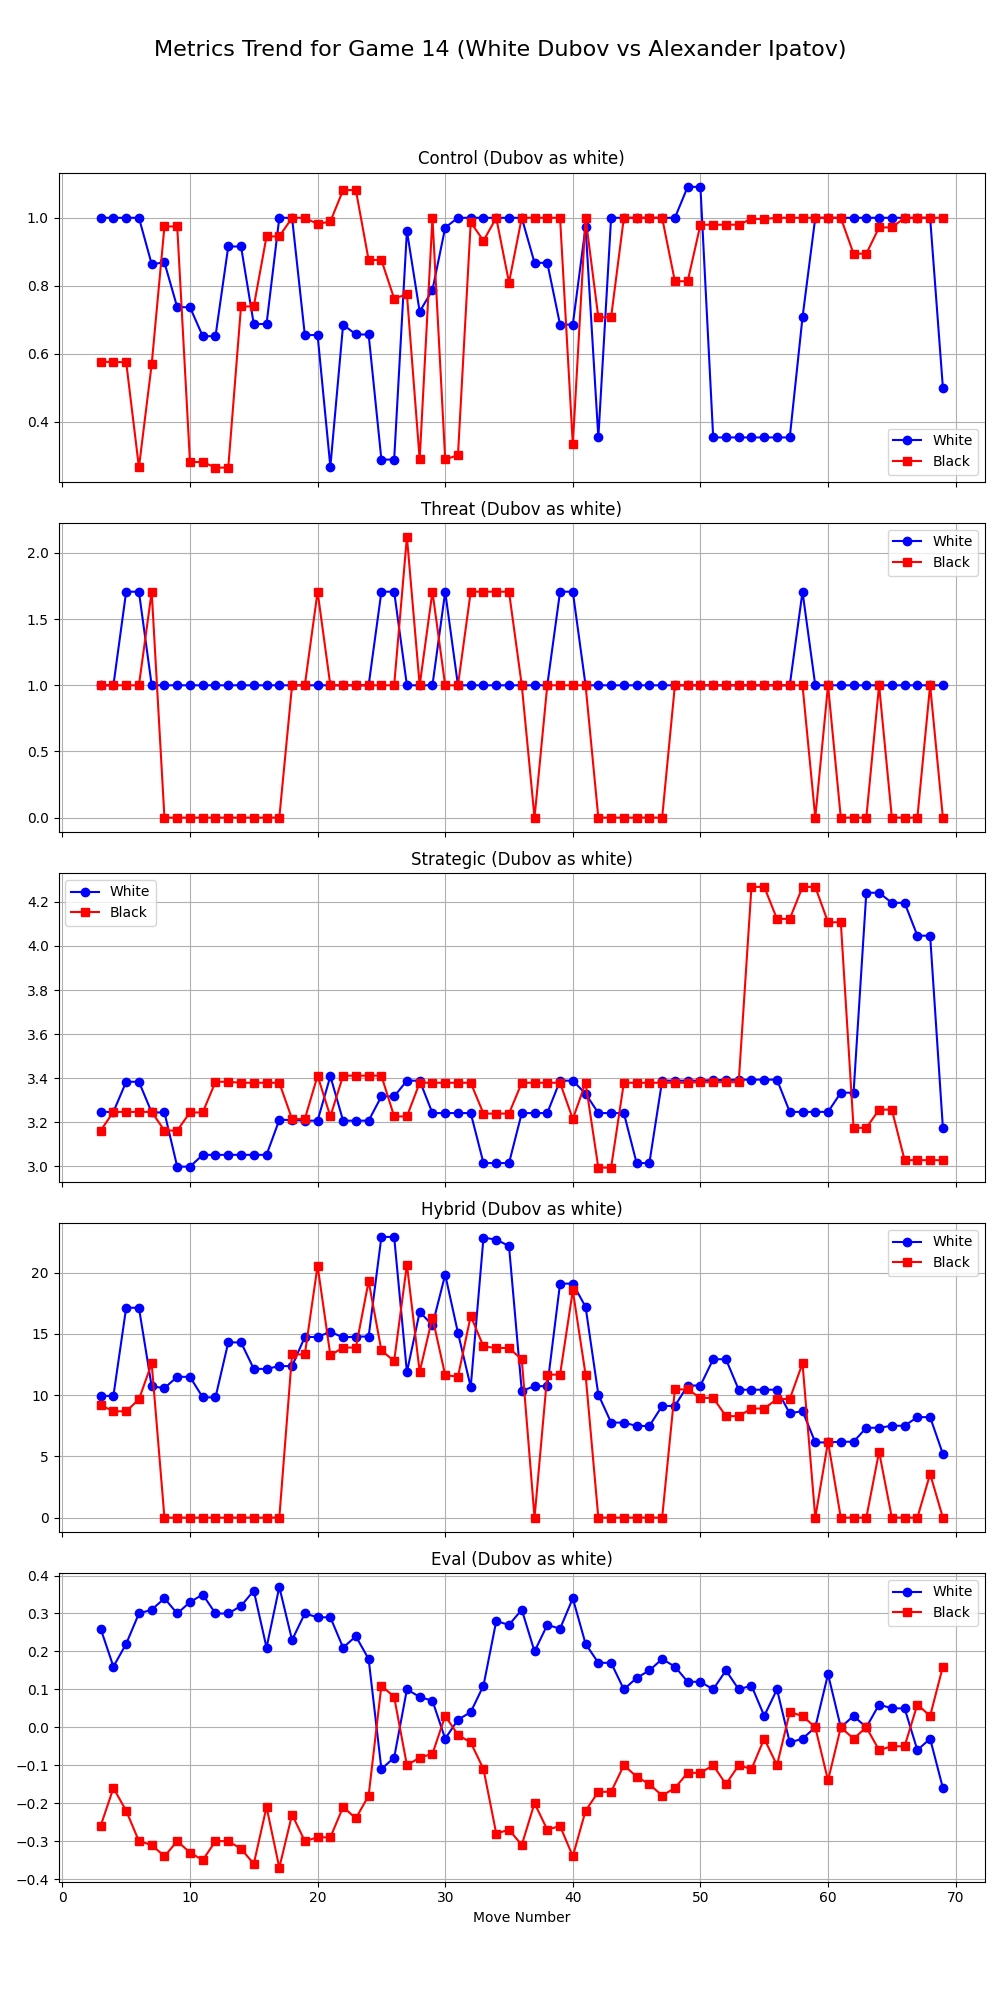 Metrics Trend for Game 14 (White Dubov vs Alexander Ipatov)
Control (Dubov as white)
1.0
0.8
0.6
0.4
White
Black
Threat (Dubov as white)
2.0
1.5
1.0
0.5
0.0
White
Black
Strategic (Dubov as white)
4.2
4.0
3.8
3.6
3.4
3.2
3.0
White
Black
Hybrid (Dubov as white)
20
15
10
5
0
White
Black
Eval (Dubov as white)
0.4
0.3
0.2
0.1
0.0
−0.1
−0.2
−0.3
−0.4
White
Black
0 10 20 30 40 50 60 70
Move Number